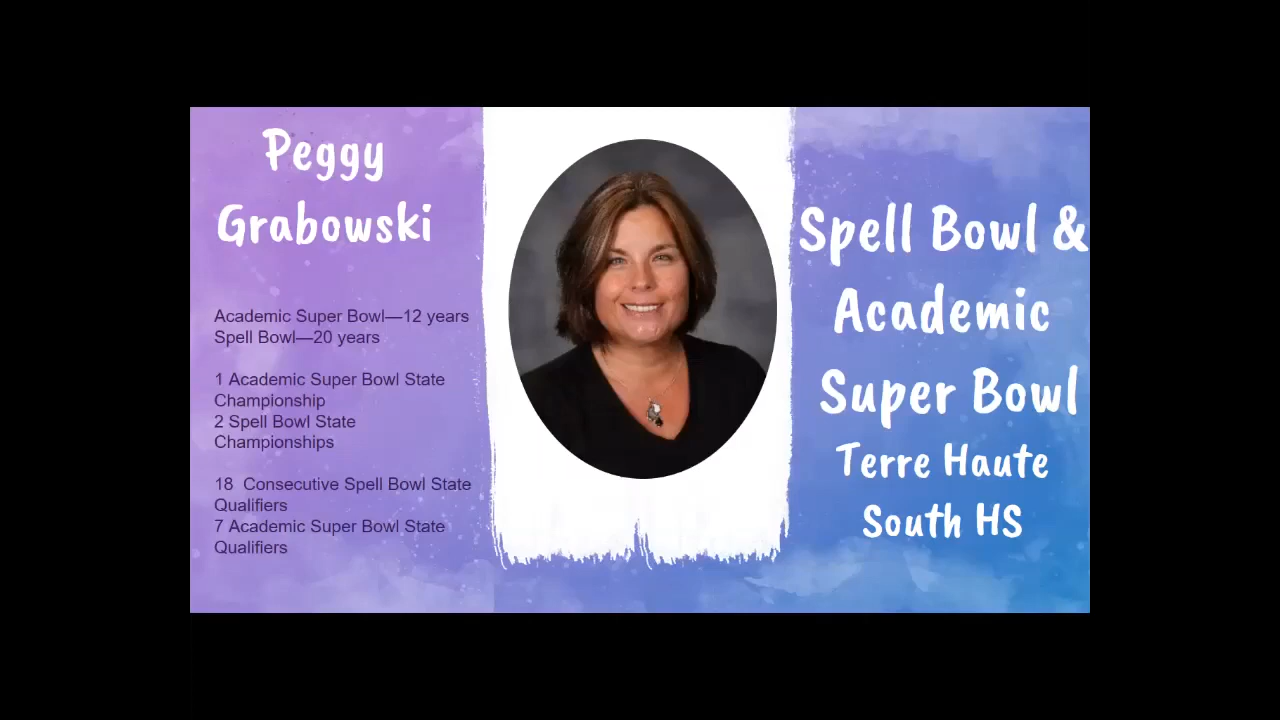 Peggy
Grabowski
Academic Super Bowl—12 years
Spell Bowl—20 years
1 Academic Super Bowl State
Championship
2 Spell Bowl State
Championships
18  Consecutive Spell Bowl State
Qualifiers
7 Academic Super Bowl State
Qualifiers
Spell Bowl &
Academic
Super Bowl
Terre Haute
South HS